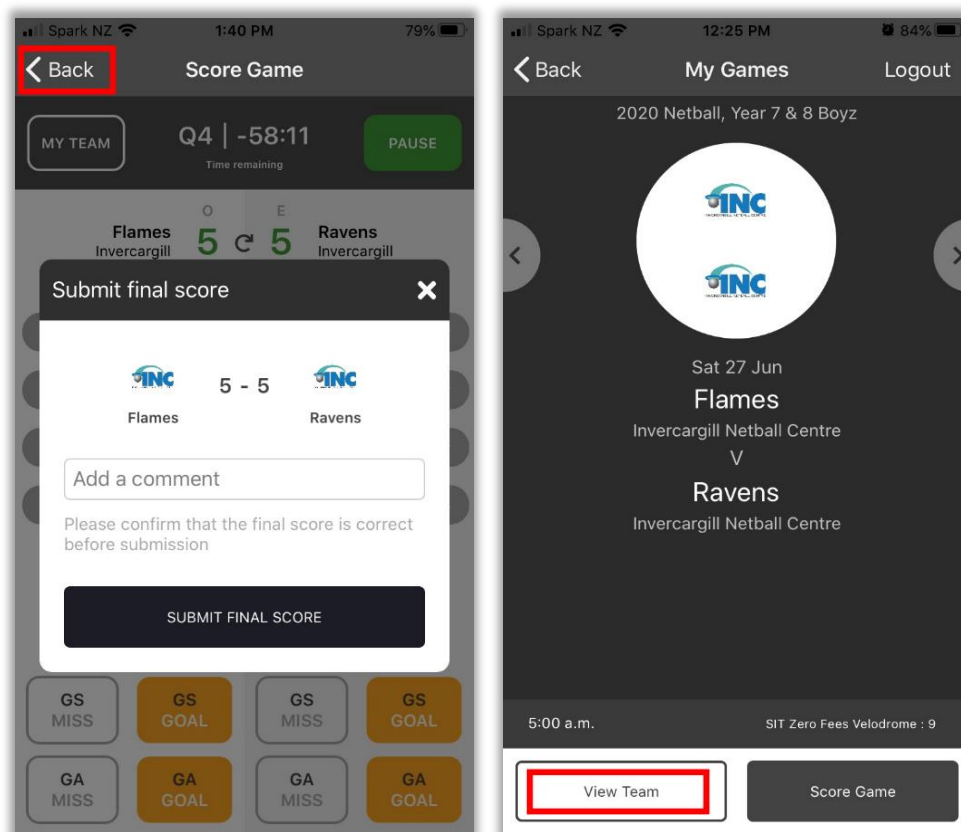 Spark NZ 1:40 PM 79%
Back Score Game
MY TEAM Q4 | -58:11 PAUSE
Time remaining
O E
Flames 5 5 Ravens
Invercargill Invercargill
Submit final score
INC 5 - 5 INC
Flames Ravens
Add a comment
Please confirm that the final score is correct
before submission
SUBMIT FINAL SCORE
GS GS GS GS
MISS GOAL MISS GOAL
GA GA GA GA
MISS GOAL MISS GOAL
Spark NZ 12:25 PM 84%
Back My Games Logout
2020 Netball, Year 7 & 8 Boyz
INC
INC
Sat 27 Jun
Flames
Invercargill Netball Centre
V
Ravens
Invercargill Netball Centre
5:00 a.m. SIT Zero Fees Velodrome : 9
View Team Score Game